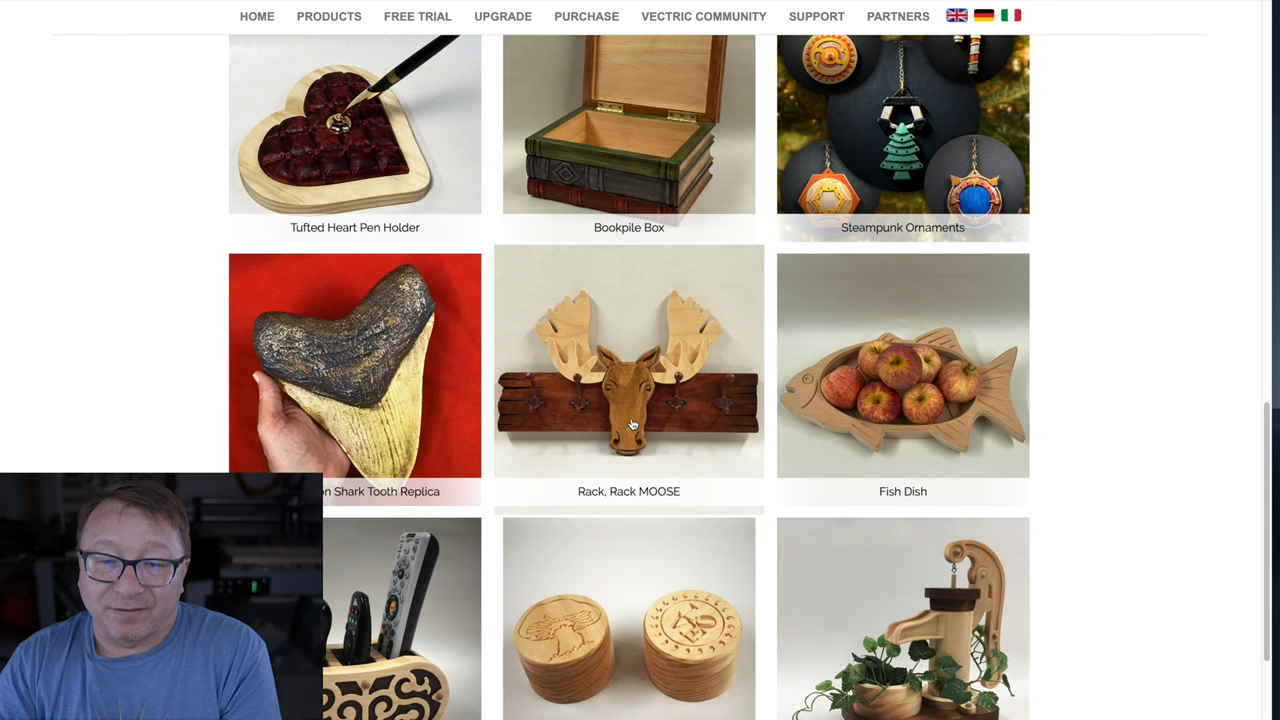 HOME PRODUCTS FREE TRIAL UPGRADE PURCHASE VECTRIC COMMUNITY SUPPORT PARTNERS
Tufted Heart Pen Holder
Bookpile Box
Steampunk Ornaments
on Shark Tooth Replica
Rack, Rack MOOSE
Fish Dish